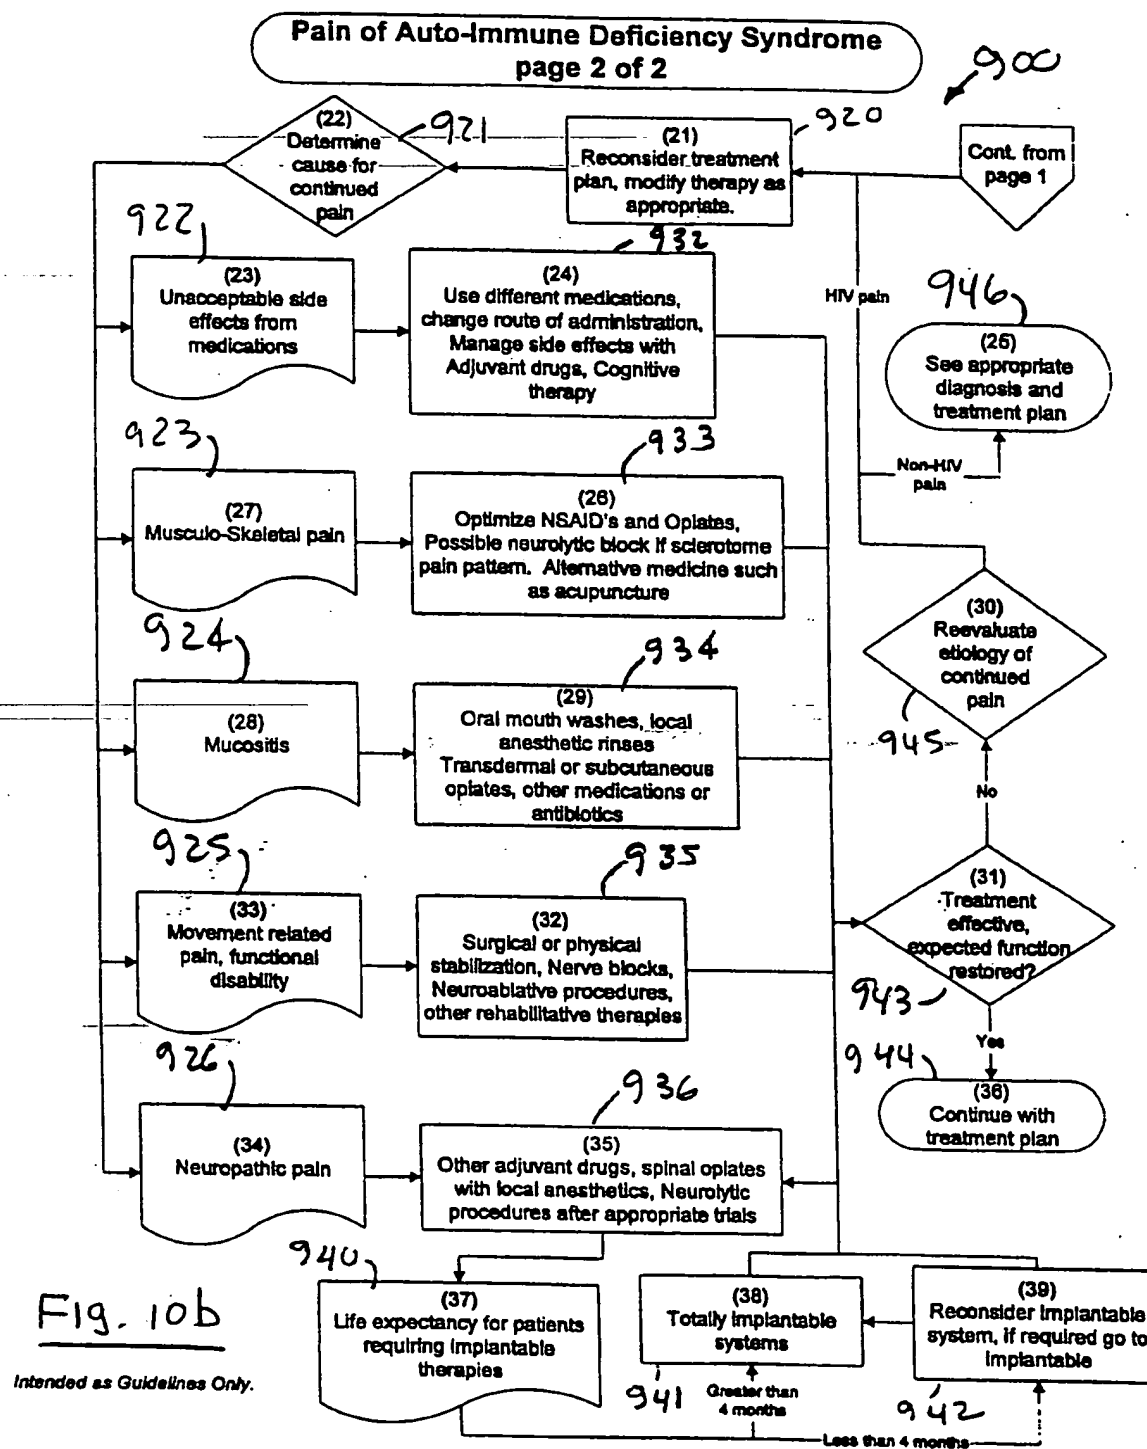 Pain of Auto-Immune Deficiency Syndrome
page 2 of 2
900
Cont. from
page 1
920
(21)
Reconsider treatment
plan, modify therapy as
appropriate.
921
(22)
Determine
cause for
continued
pain
922
(23)
Unacceptable side
effects from
medications
932
(24)
Use different medications,
change route of administration,
Manage side effects with
Adjuvant drugs, Cognitive
therapy
HIV pain
946
(25)
See appropriate
diagnosis and
treatment plan
Non-HIV
pain
923
(27)
Musculo-Skeletal pain
933
(26)
Optimize NSAID's and Opiates,
Possible neurolytic block if sclerotome
pain pattern. Alternative medicine such
as acupuncture
(30)
Reevaluate
etiology of
continued
pain
945
924
(28)
Mucositis
934
(29)
Oral mouth washes, local
anesthetic rinses
Transdermal or subcutaneous
opiates, other medications or
antibiotics
No
925
(33)
Movement related
pain, functional
disability
935
(32)
Surgical or physical
stabilization, Nerve blocks,
Neuroablative procedures,
other rehabilitative therapies
(31)
Treatment
effective,
expected function
restored?
943
Yes
944
(36)
Continue with
treatment plan
926
(34)
Neuropathic pain
936
(35)
Other adjuvant drugs, spinal opiates
with local anesthetics, Neurolytic
procedures after appropriate trials
940
(37)
Life expectancy for patients
requiring implantable
therapies
(38)
Totally implantable
systems
941
Greater than
4 months
(39)
Reconsider implantable
system, if required go to
implantable
942
Less than 4 months
Fig. 10b
Intended as Guidelines Only.